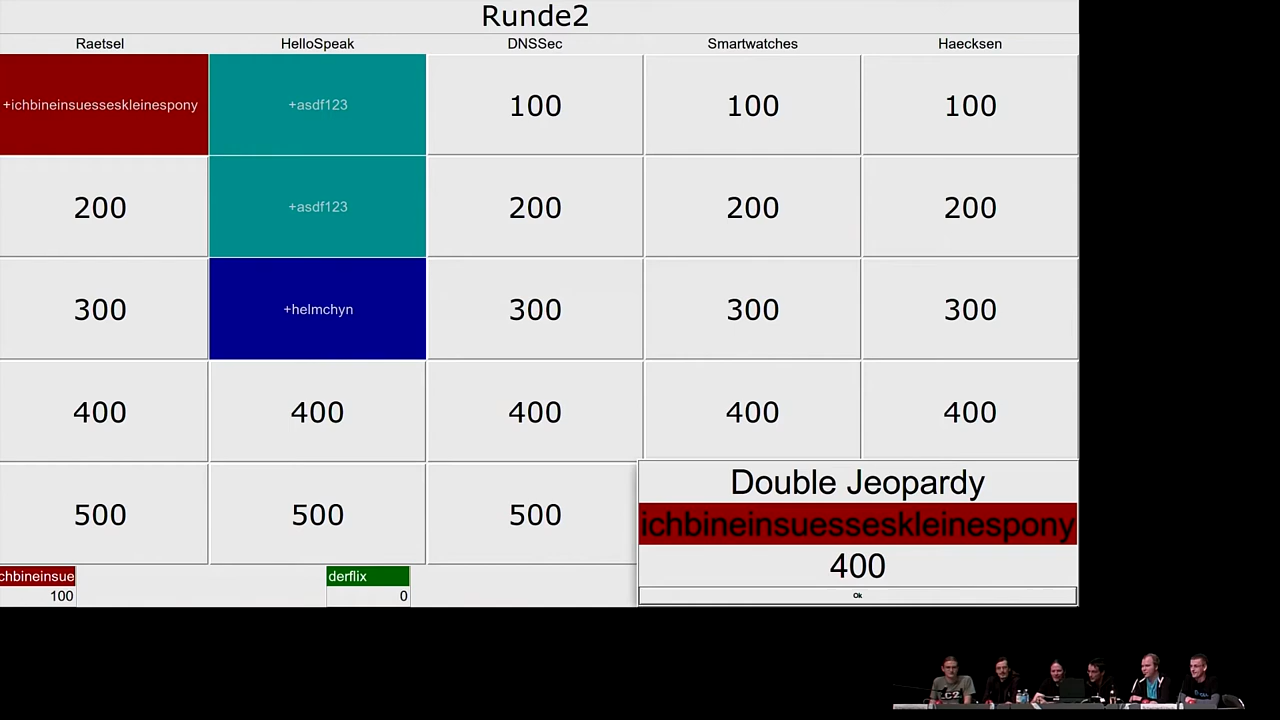 Runde2
Raetsel HelloSpeak DNSSec Smartwatches Haecksen
+ichbineinsuesseskleinespony +asdf123 100 100 100
200 +asdf123 200 200 200
300 +helmchyn 300 300 300
400 400 400 400 400
500 500 500
Double Jeopardy
ichbineinsuesseskleinespony
400
Ok
chbineinsue derflix
100 0